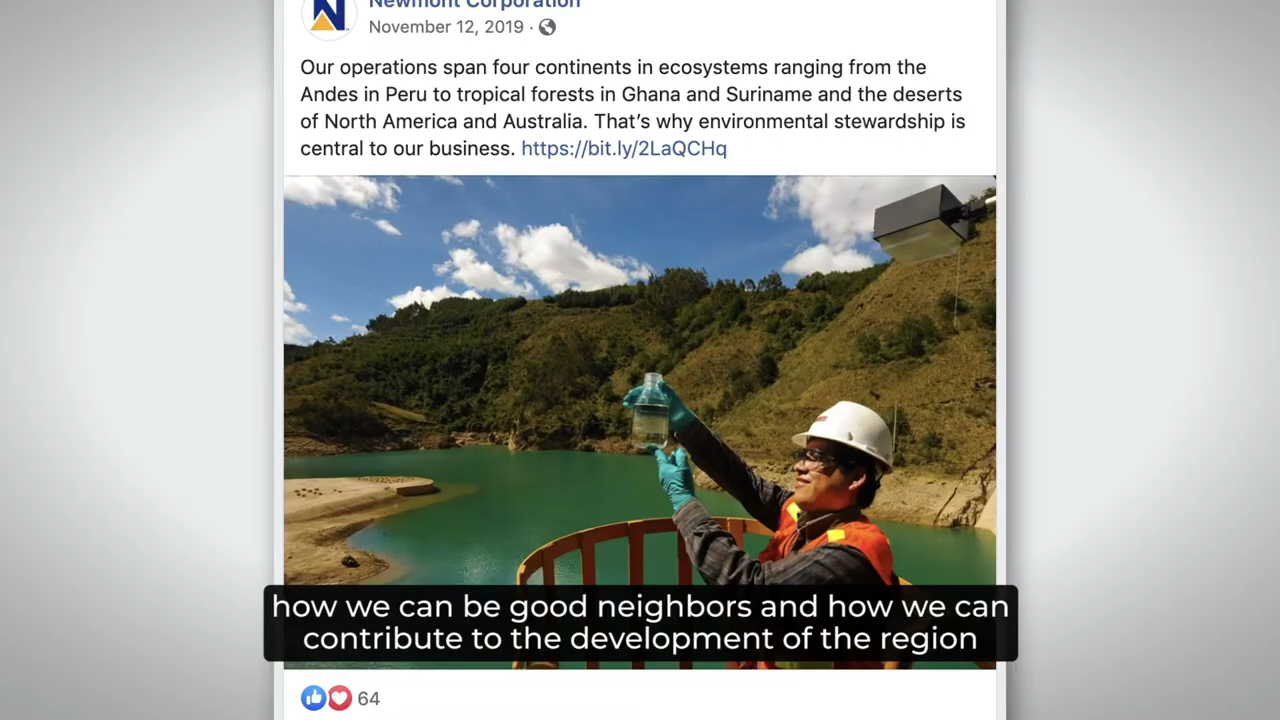 Newmont Corporation
November 12, 2019 ·
Our operations span four continents in ecosystems ranging from the
Andes in Peru to tropical forests in Ghana and Suriname and the deserts
of North America and Australia. That’s why environmental stewardship is
central to our business. https://bit.ly/2LaQCHq
how we can be good neighbors and how we can
contribute to the development of the region
64